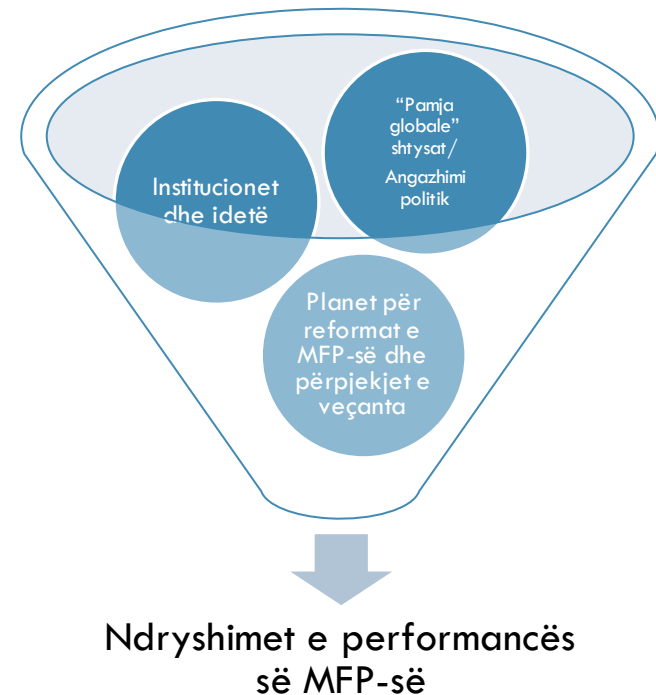 “Pamja
globale”
shtysat/
Angazhimi
politik
Institucionet
dhe idetë
Planet për
reformat e
MFP-së dhe
përpjekjet e
veçanta
Ndryshimet e performancës
së MFP-së